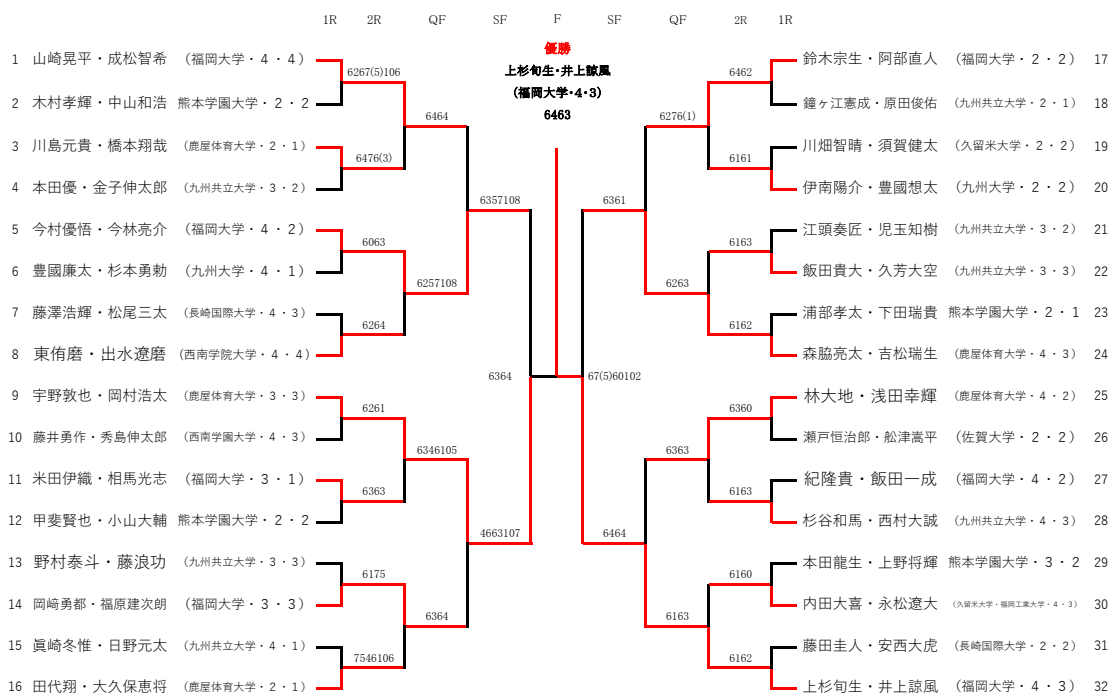 1R 2R QF SF F SF QF 2R 1R
優勝
上杉旬生・井上諒風
(福岡大学・4・3)
6463
1 山崎晃平・成松智希 (福岡大学・4・4)
2 木村孝輝・中山和浩 熊本学園大学・2・2
3 川島元貴・橋本翔哉 (鹿屋体育大学・2・1)
4 本田優・金子伸太郎 (九州共立大学・3・2)
5 今村優悟・今林亮介 (福岡大学・4・2)
6 豊國廉太・杉本勇勅 (九州大学・4・1)
7 藤澤浩輝・松尾三太 (長崎国際大学・4・3)
8 東侑磨・出水遼磨 (西南学院大学・4・4)
9 宇野敦也・岡村浩太 (鹿屋体育大学・3・3)
10 藤井勇作・秀島伸太郎 (西南学園大学・4・3)
11 米田伊織・相馬光志 (福岡大学・3・1)
12 甲斐賢也・小山大輔 熊本学園大学・2・2
13 野村泰斗・藤浪功 (九州共立大学・3・3)
14 岡﨑勇都・福原建次朗 (福岡大学・3・3)
15 眞崎冬惟・日野元太 (九州共立大学・4・1)
16 田代翔・大久保恵将 (鹿屋体育大学・2・1)
6267(5)106
6476(3)
6063
6264
6261
6363
6175
7546106
6464
6257108
6346105
6364
6357108
4663107
6364
67(5)60102
6361
6464
6276(1)
6263
6363
6163
6462
6161
6163
6162
6360
6163
6160
6162
鈴木宗生・阿部直人 (福岡大学・2・2) 17
鐘ヶ江憲成・原田俊佑 (九州共立大学・2・1) 18
川畑智晴・須賀健太 (久留米大学・2・2) 19
伊南陽介・豊國想太 (九州大学・2・2) 20
江頭奏匠・児玉知樹 (九州共立大学・3・2) 21
飯田貴大・久芳大空 (九州共立大学・3・3) 22
浦部孝太・下田瑞貴 熊本学園大学・2・1 23
森脇亮太・吉松瑞生 (鹿屋体育大学・4・3) 24
林大地・浅田幸輝 (鹿屋体育大学・4・2) 25
瀬戸恒治郎・舩津嵩平 (佐賀大学・2・2) 26
紀隆貴・飯田一成 (福岡大学・4・2) 27
杉谷和馬・西村大誠 (九州共立大学・4・3) 28
本田龍生・上野将輝 熊本学園大学・3・2 29
内田大喜・永松遼大 (久留米大学・福岡工業大学・4・3) 30
藤田圭人・安西大虎 (長崎国際大学・2・2) 31
上杉旬生・井上諒風 (福岡大学・4・3) 32